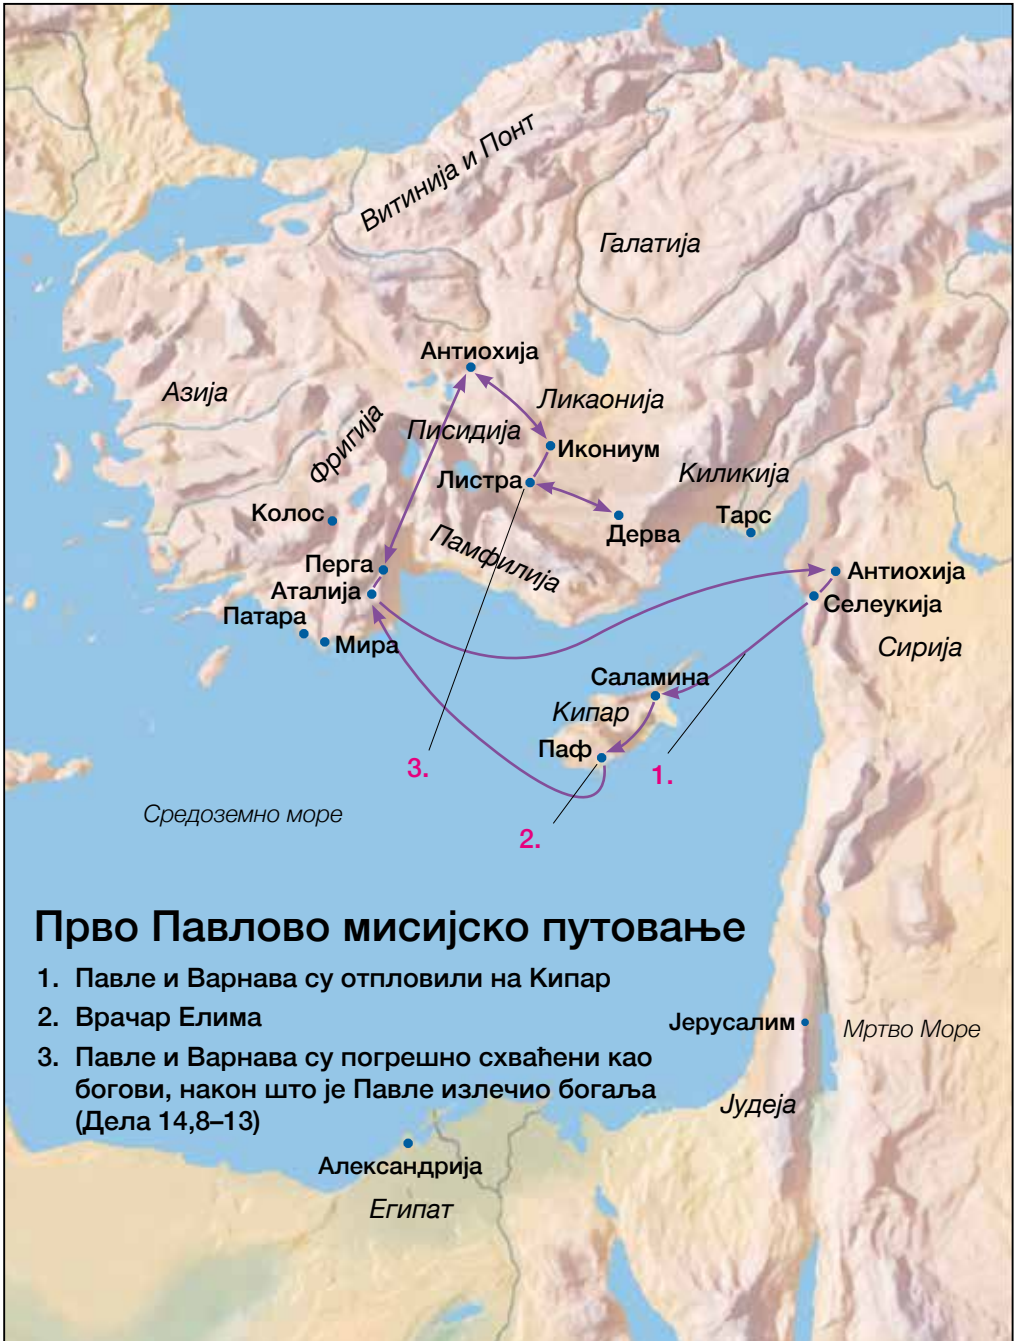 Витинија и Понт
Галатија
Антиохија
Азија
Ликаонија
Фригија
Писидија
Икониум
Листра
Киликија
Колос
Тарс
Дерва
Памфилија
Перга
Антиохија
Аталија
Селеукија
Патара
Мира
Сирија
Саламина
Кипар
Паф
3.
1.
Средоземно море
2.
Прво Павлово мисијско путовање
1. Павле и Варнава су отпловили на Кипар
2. Врачар Елима
3. Павле и Варнава су погрешно схваћени као
богови, након што је Павле излечио богаља
(Дела 14,8–13)
Јерусалим
Мртво Море
Јудеја
Александрија
Египат